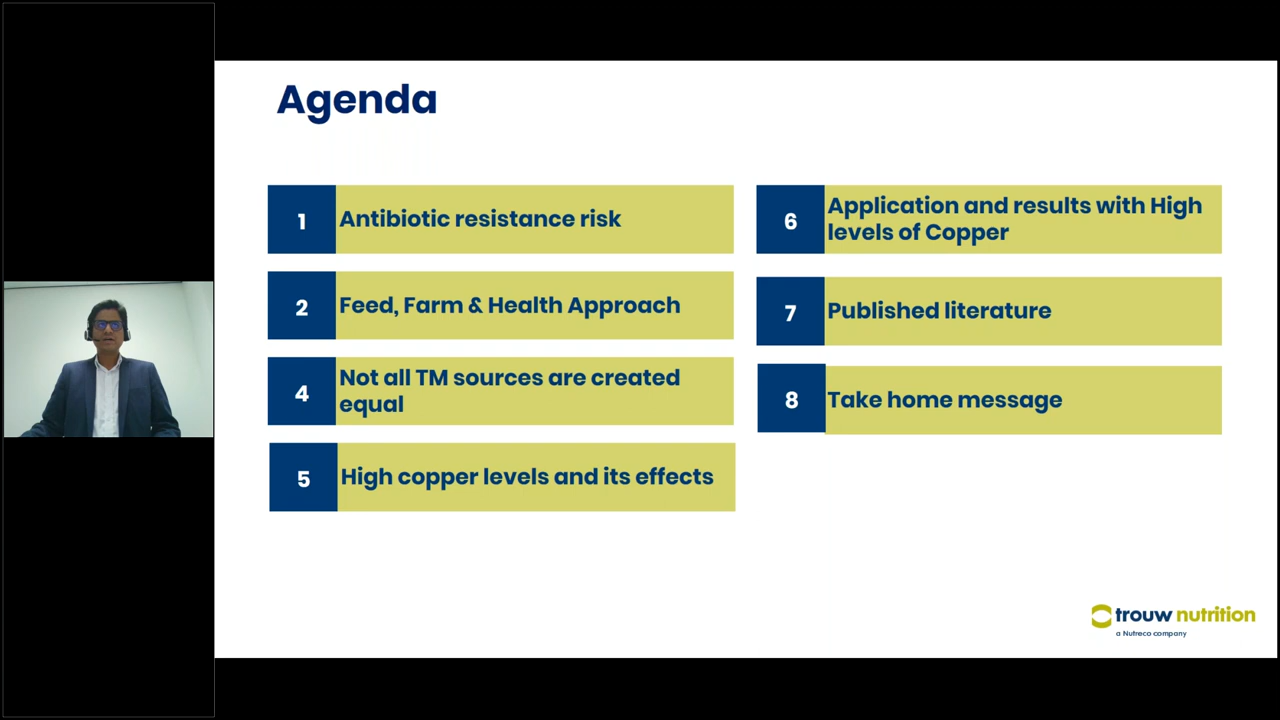 Agenda
1
Antibiotic resistance risk
2
Feed, Farm & Health Approach
4
Not all TM sources are created
equal
5
High copper levels and its effects
6
Application and results with High
levels of Copper
7
Published literature
8
Take home message
trouw nutrition
a Nutreco company